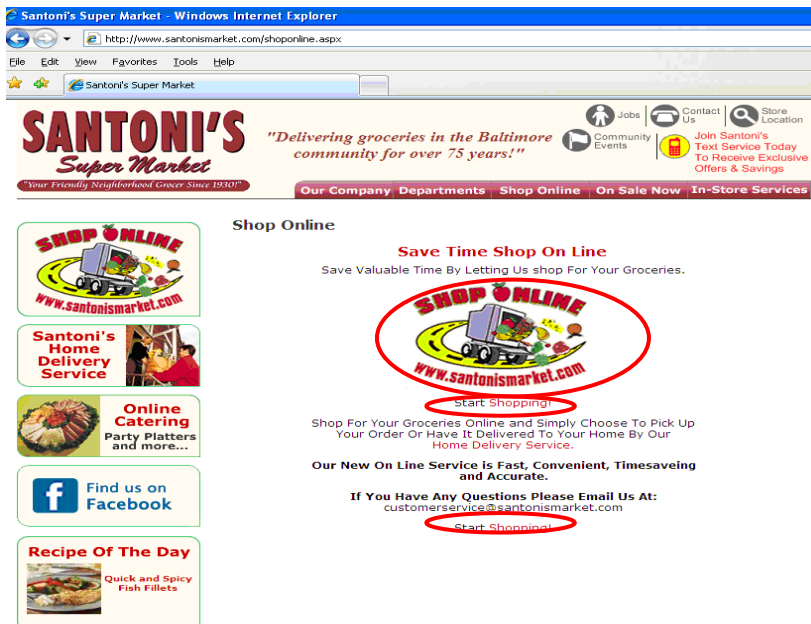 Santoni's Super Market - Windows Internet Explorer
http://www.santonismarket.com/shoponline.aspx
File Edit View Favorites Tools Help
Santoni's Super Market
SANTONI'S
Super Market
"Your Friendly Neighborhood Grocer Since 1930!"
"Delivering groceries in the Baltimore
community for over 75 years!"
Jobs
Contact
Us
Store
Location
Community
Events
Join Santoni's
Text Service Today
To Receive Exclusive
Offers & Savings
Our Company Departments Shop Online On Sale Now In-Store Services
SHOP ONLINE
www.santonismarket.com
Santoni's
Home
Delivery
Service
Online
Catering
Party Platters
and more...
Find us on
Facebook
Recipe Of The Day
Quick and Spicy
Fish Fillets
Shop Online
Save Time Shop On Line
Save Valuable Time By Letting Us shop For Your Groceries.
SHOP ONLINE
www.santonismarket.com
Start Shopping!
Shop For Your Groceries Online and Simply Choose To Pick Up
Your Order Or Have It Delivered To Your Home By Our
Home Delivery Service.
Our New On Line Service is Fast, Convenient, Timesaveing
and Accurate.
If You Have Any Questions Please Email Us At:
customerservice@santonismarket.com
Start Shopping!